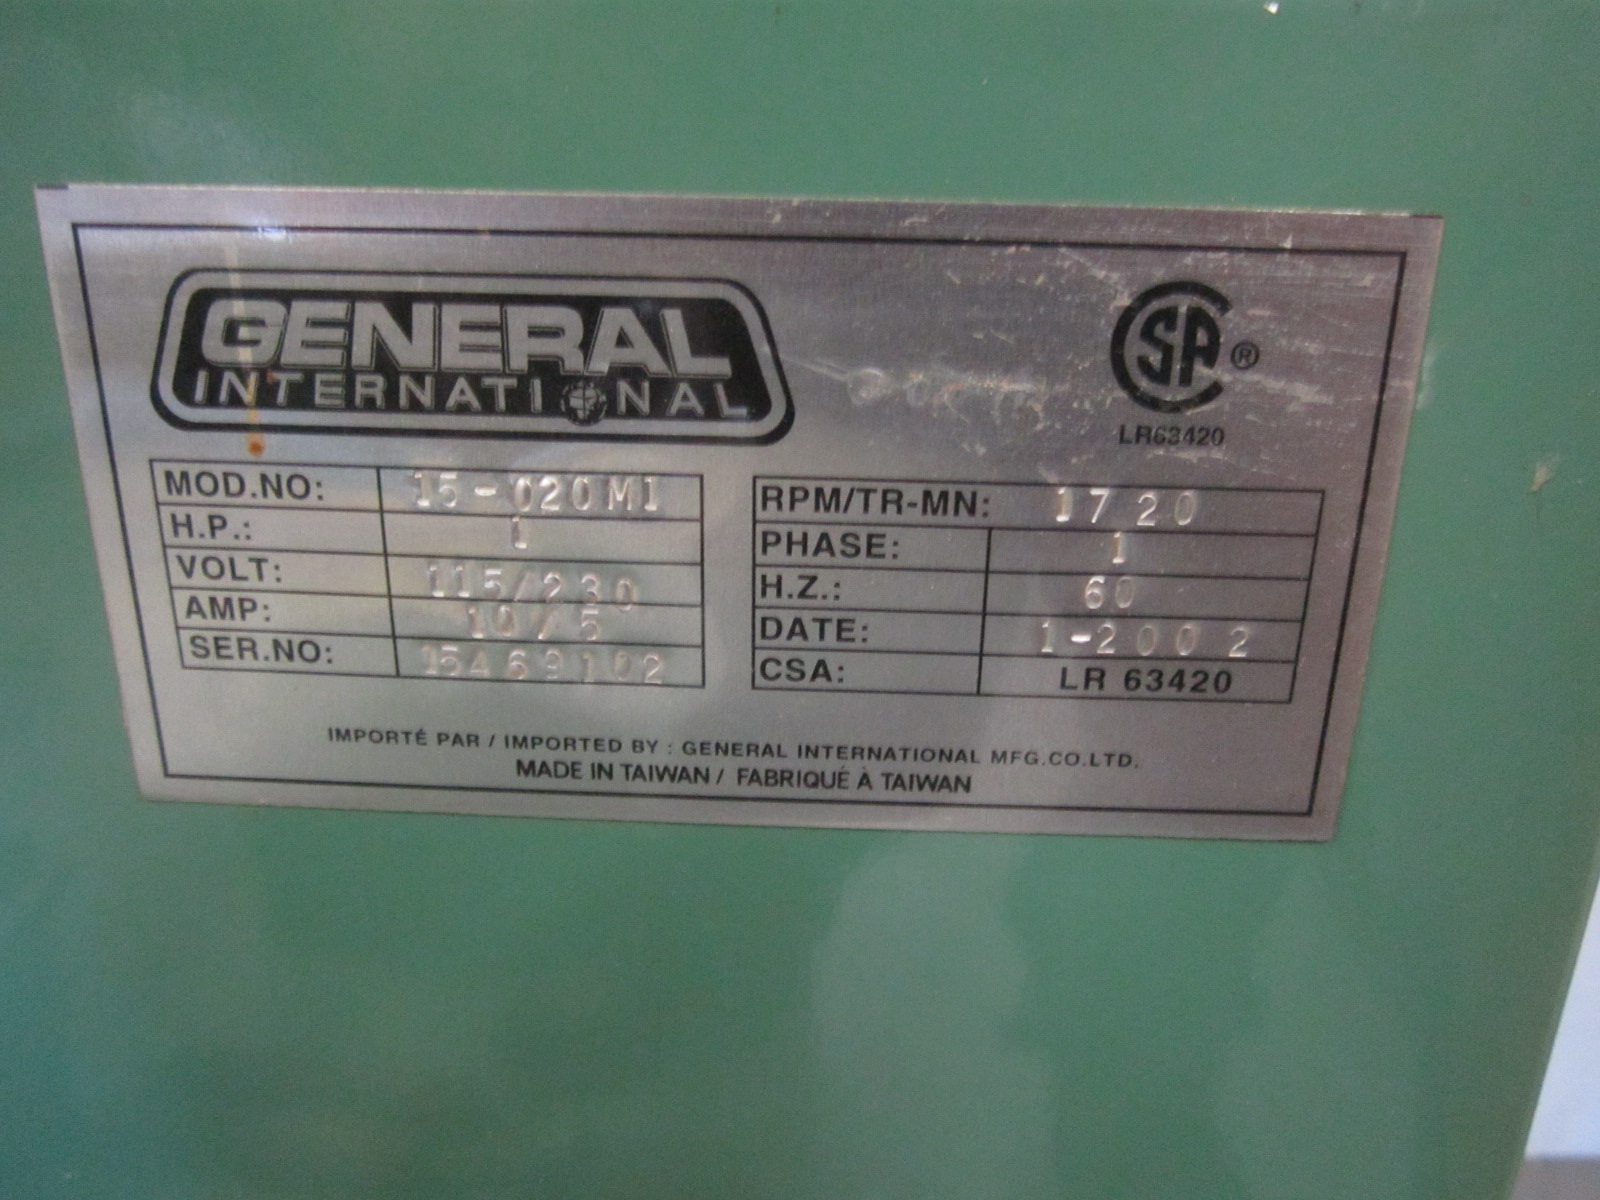 GENERAL
INTERNATIONAL
CSA ®
LR63420
MOD.NO: 15-020M1
H.P.: 1
VOLT: 115/230
AMP: 10/5
SER.NO: 15469102
RPM/TR-MN: 1720
PHASE: 1
H.Z.: 60
DATE: 1-2002
CSA: LR 63420
IMPORTÉ PAR / IMPORTED BY : GENERAL INTERNATIONAL MFG.CO.LTD.
MADE IN TAIWAN / FABRIQUÉ À TAIWAN